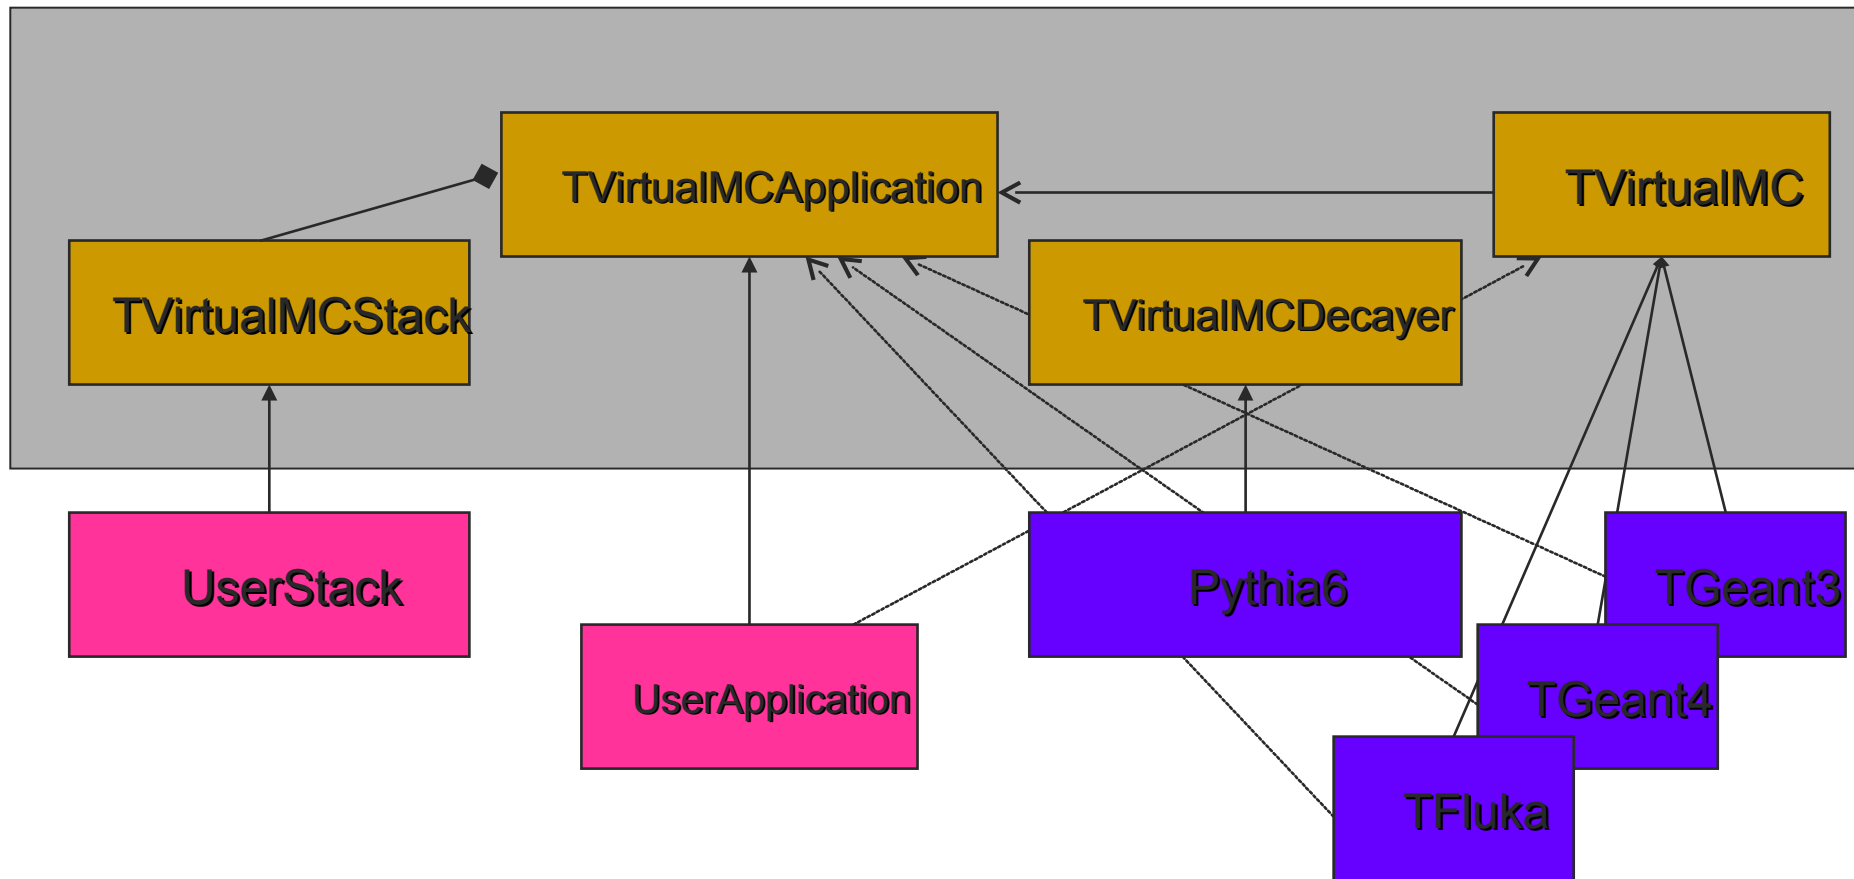 TVirtualMCApplication
TVirtualMC
TVirtualMCStack
TVirtualMCDecayer
UserStack
Pythia6
TGeant3
UserApplication
TGeant4
TFluka